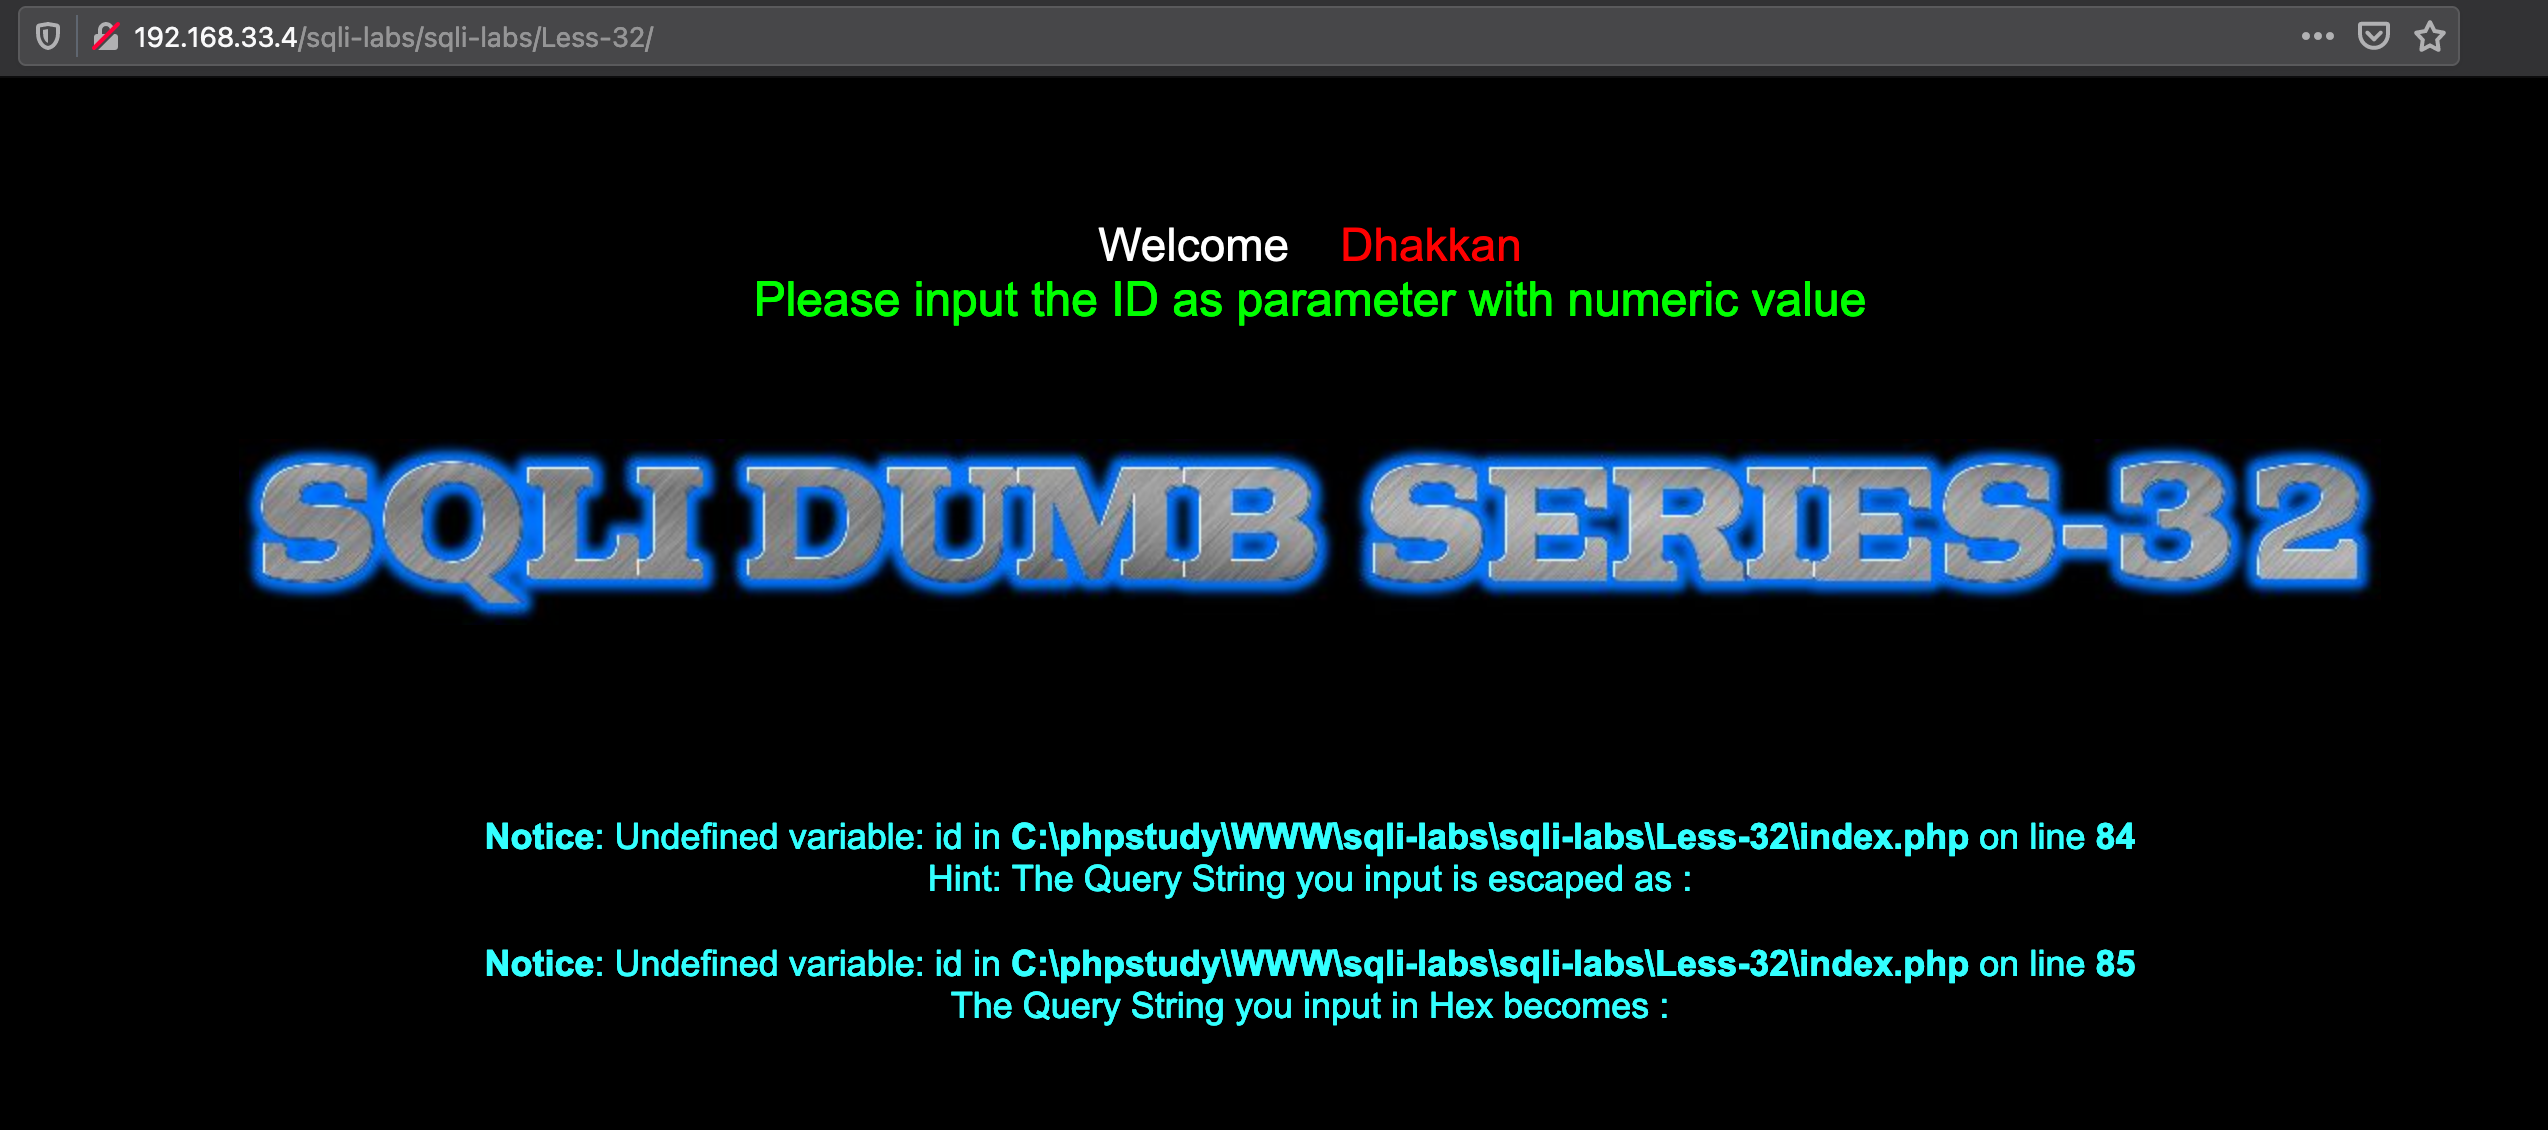 192.168.33.4/sqli-labs/sqli-labs/Less-32/
Welcome Dhakkan
Please input the ID as parameter with numeric value
SQLI DUMB SERIES-32
Notice: Undefined variable: id in C:\phpstudy\WWW\sqli-labs\sqli-labs\Less-32\index.php on line 84
Hint: The Query String you input is escaped as :
Notice: Undefined variable: id in C:\phpstudy\WWW\sqli-labs\sqli-labs\Less-32\index.php on line 85
The Query String you input in Hex becomes :